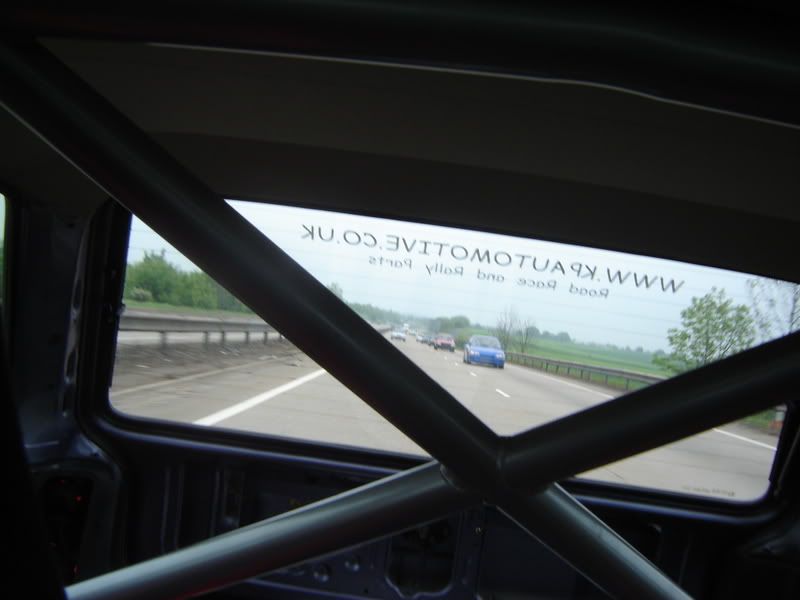 WWW.KPAUTOMOTIVE.CO.UK
Road Race and Rally Parts